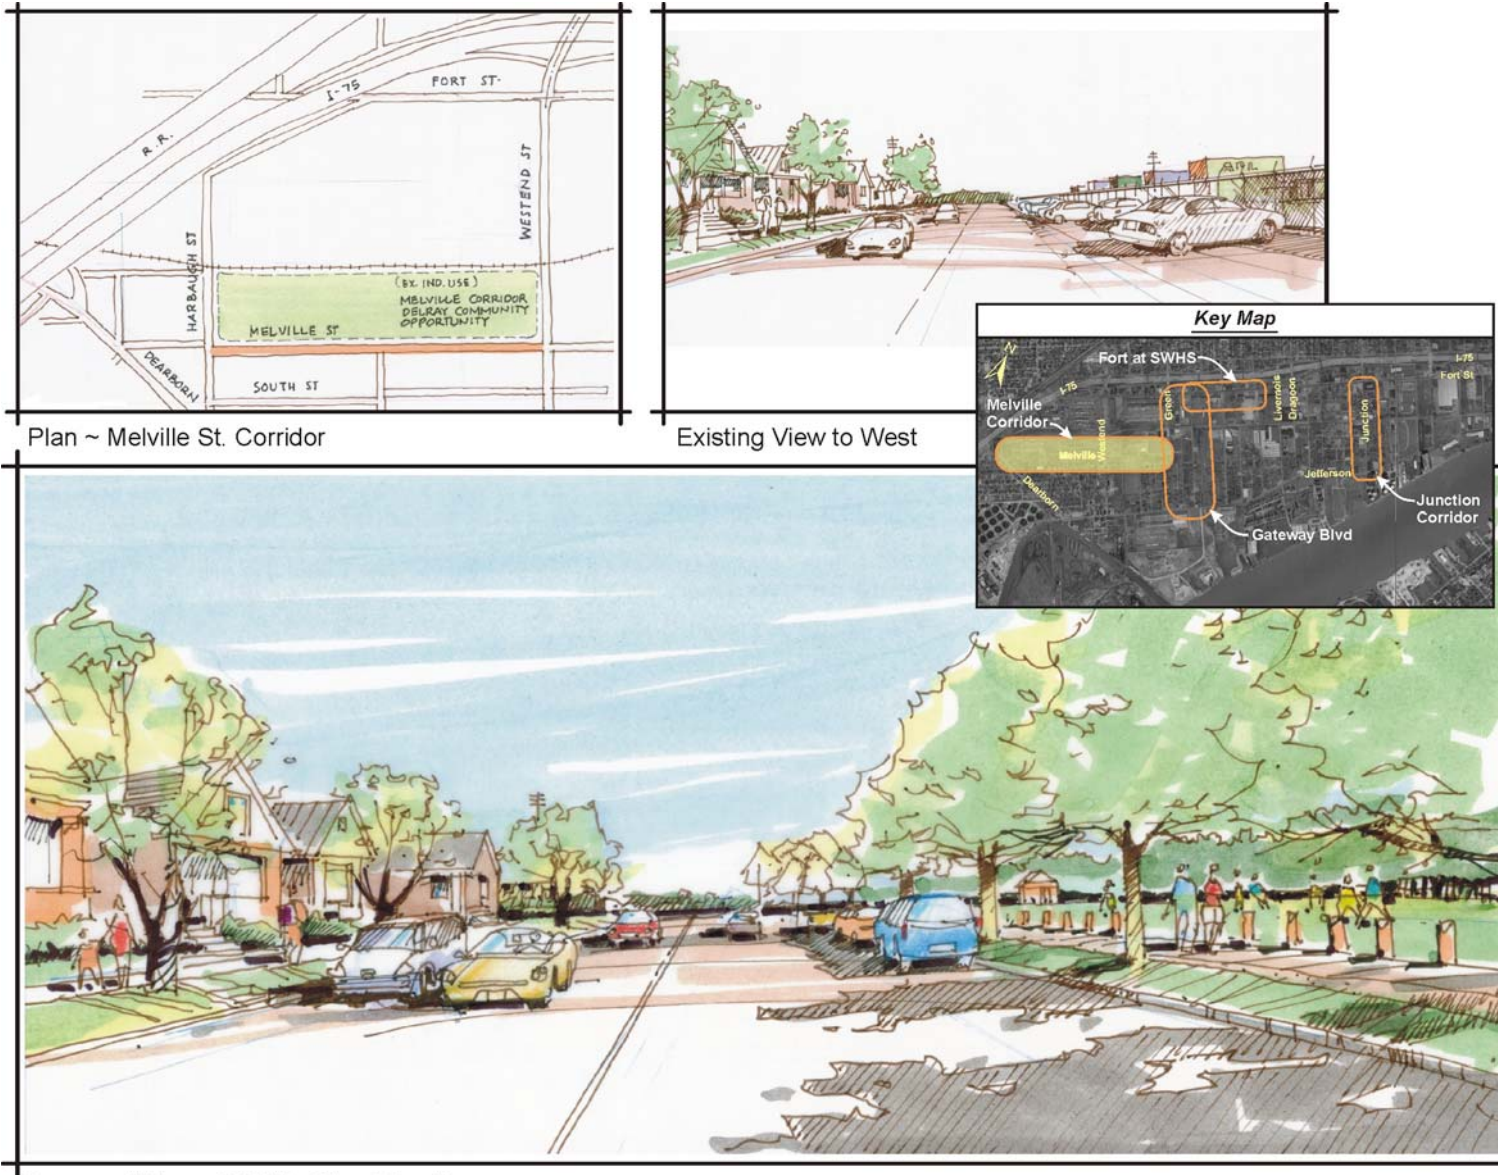 I-75
FORT ST.
R.R.
WESTEND ST
HARBAUGH ST
(EX. IND. USE)
MELVILLE CORRIDOR
DELRAY COMMUNITY
OPPORTUNITY
MELVILLE ST
DEARBORN
SOUTH ST
Plan ~ Melville St. Corridor
Existing View to West
Key Map
N
Fort at SWHS
I-75
Fort St
I-75
Melville
Corridor
Green
Livernois
Dragoon
Junction
Westend
Melville
Jefferson
Dearborn
Junction
Corridor
Gateway Blvd